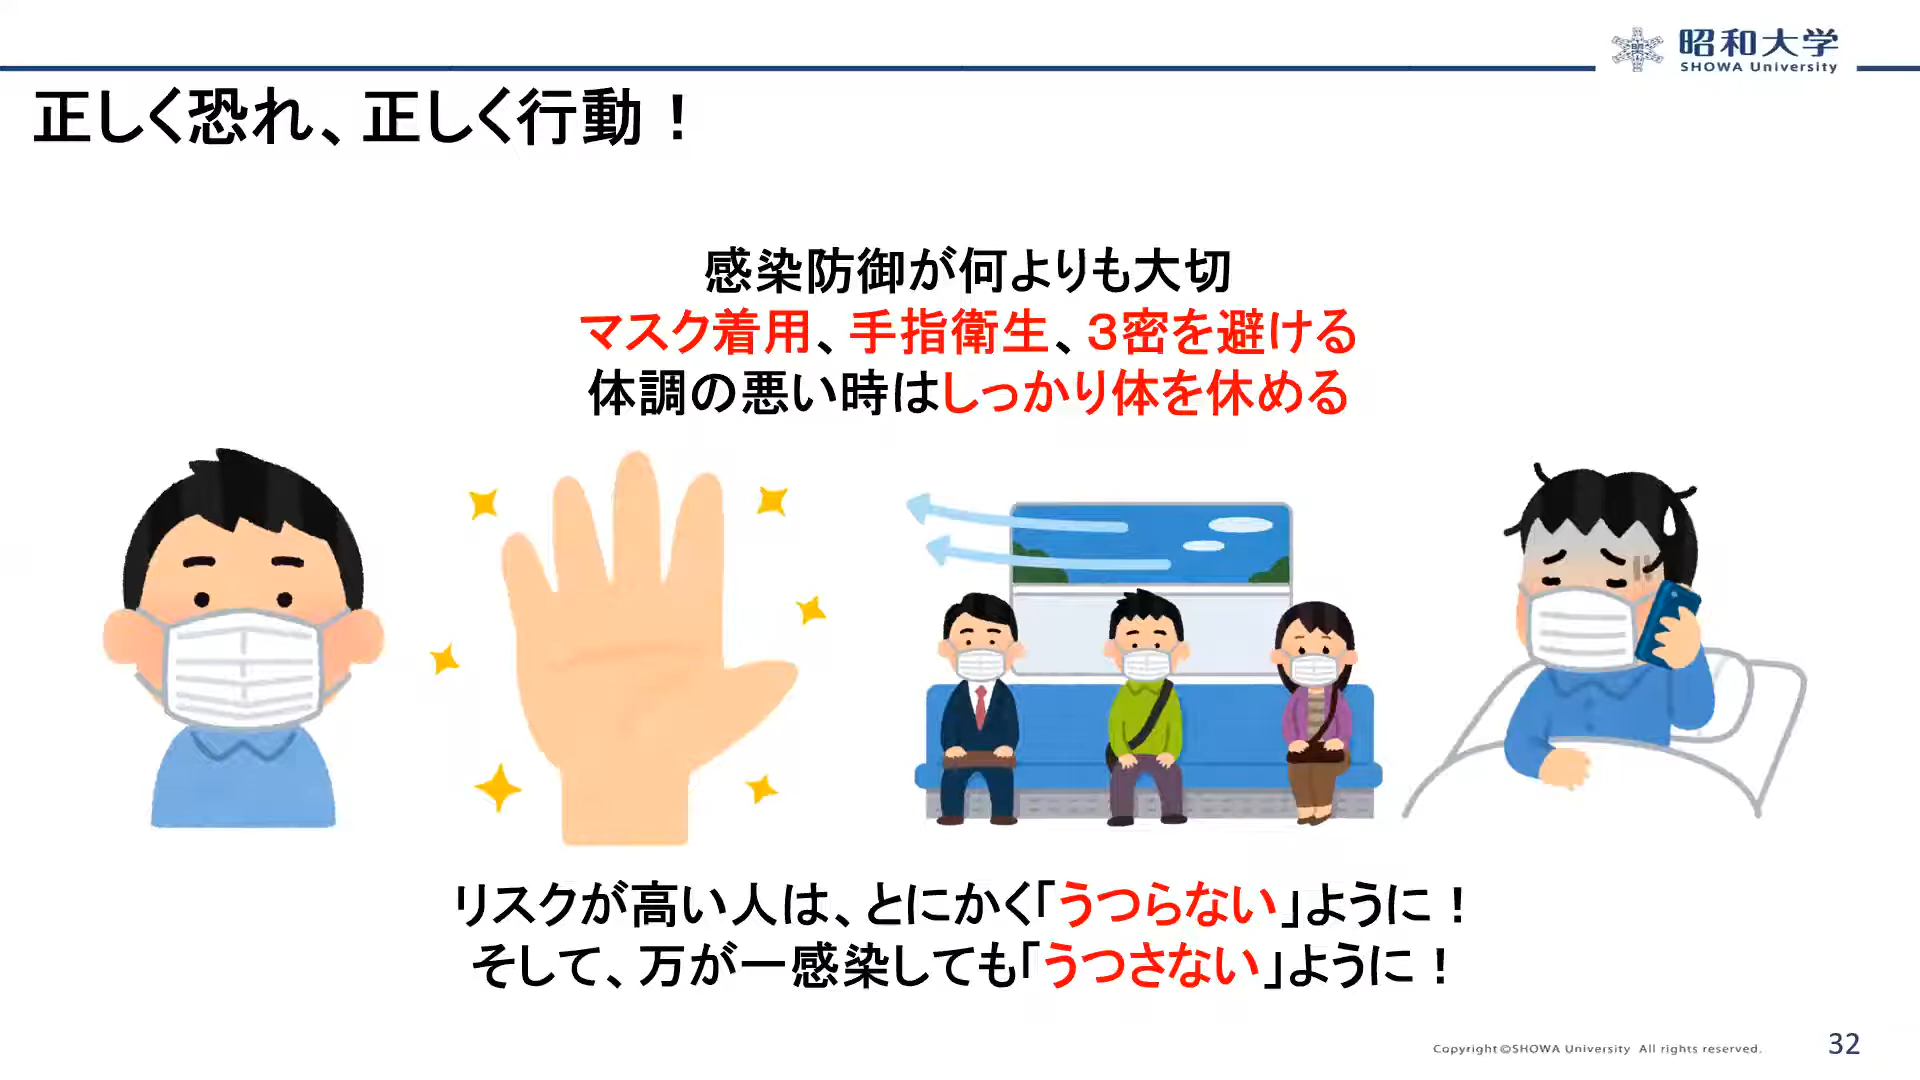 昭和大学
SHOWA University
正しく恐れ、正しく行動！
感染防御が何よりも大切
マスク着用、手指衛生、３密を避ける
体調の悪い時はしっかり体を休める
リスクが高い人は、とにかく「うつらない」ように！
そして、万が一感染しても「うつさない」ように！
Copyright©SHOWA University All rights reserved.
32